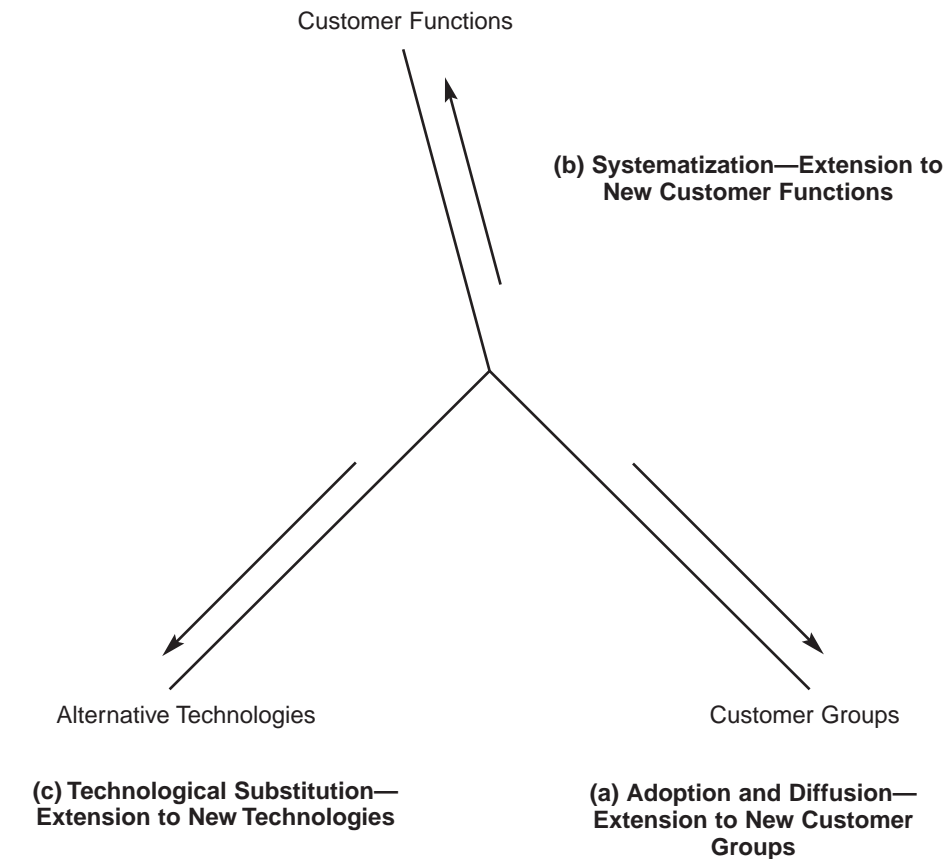 Customer Functions
(b) Systematization—Extension to
New Customer Functions
Alternative Technologies
Customer Groups
(c) Technological Substitution—
Extension to New Technologies
(a) Adoption and Diffusion—
Extension to New Customer
Groups